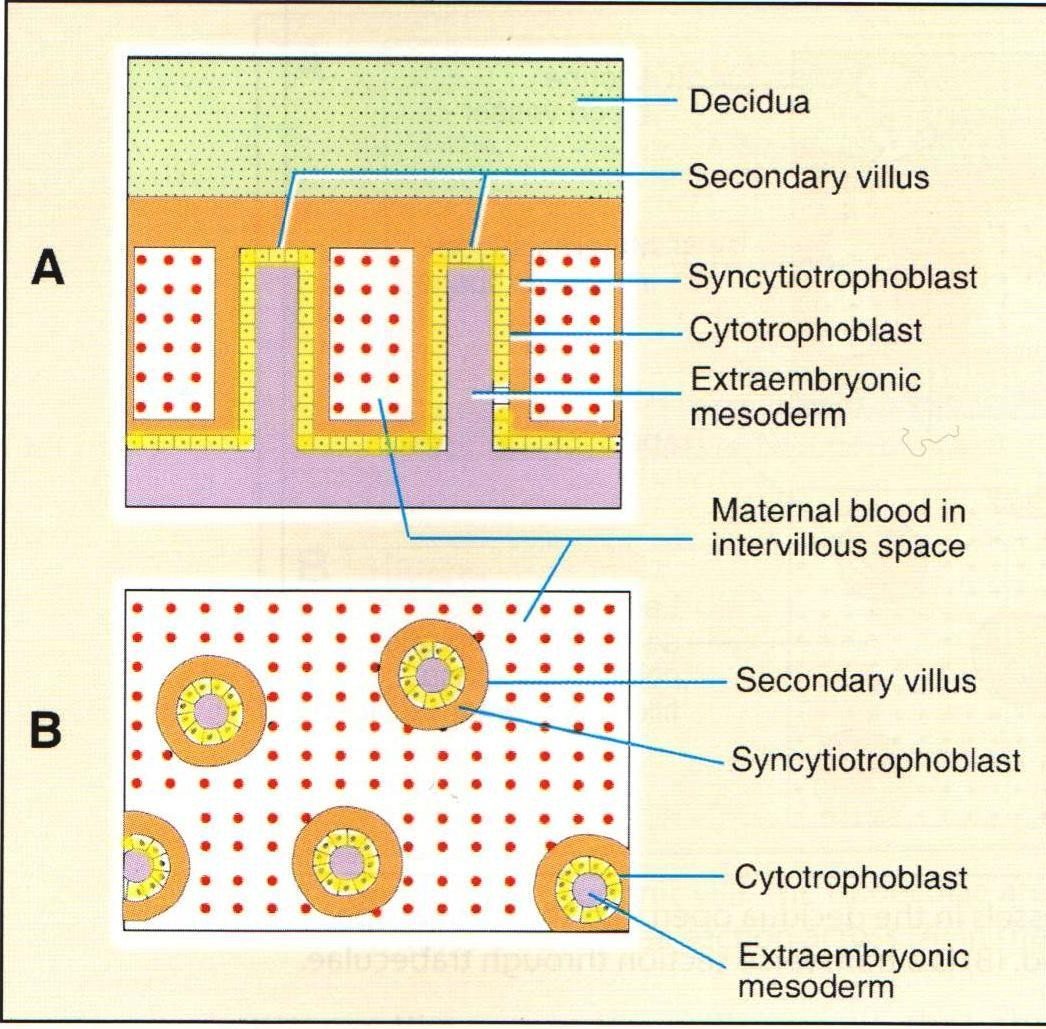 A
Decidua
Secondary villus
Syncytiotrophoblast
Cytotrophoblast
Extraembryonic
mesoderm
Maternal blood in
intervillous space
B
Secondary villus
Syncytiotrophoblast
Cytotrophoblast
Extraembryonic
mesoderm